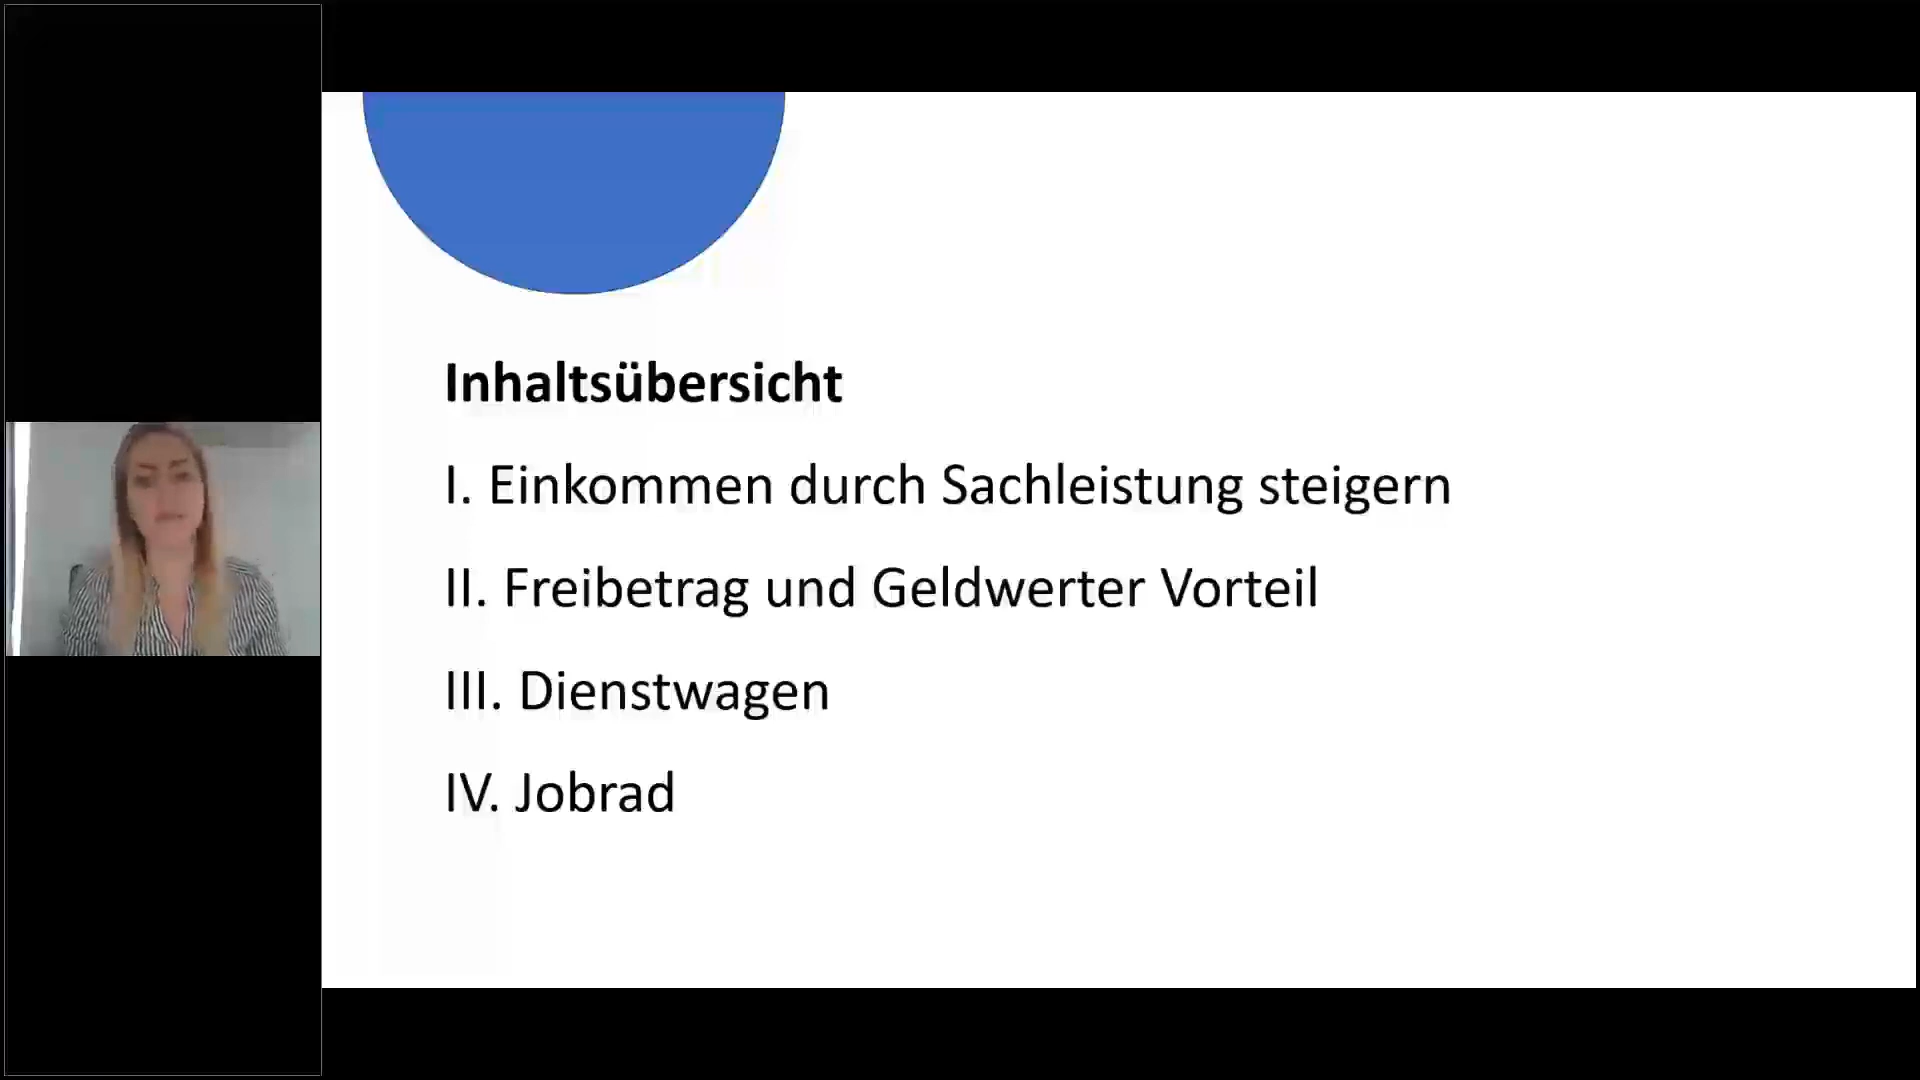 Inhaltsübersicht
I. Einkommen durch Sachleistung steigern
II. Freibetrag und Geldwerter Vorteil
III. Dienstwagen
IV. Jobrad